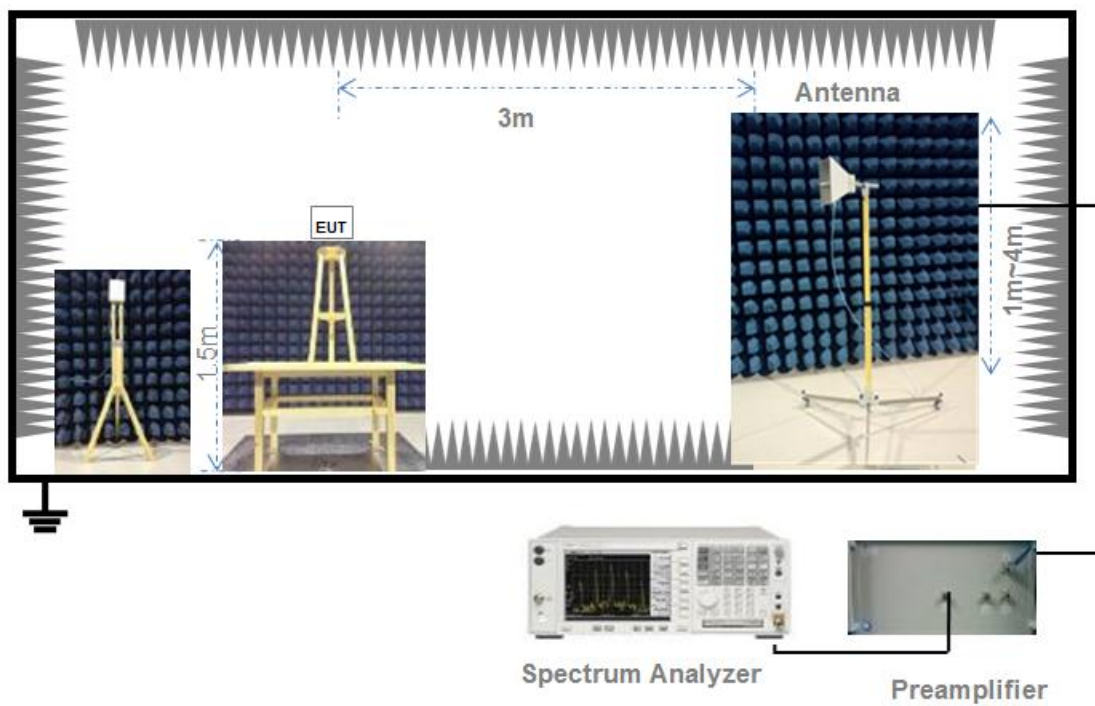 Antenna
3m
EUT
1.5m
1m~4m
Spectrum Analyzer
Preamplifier